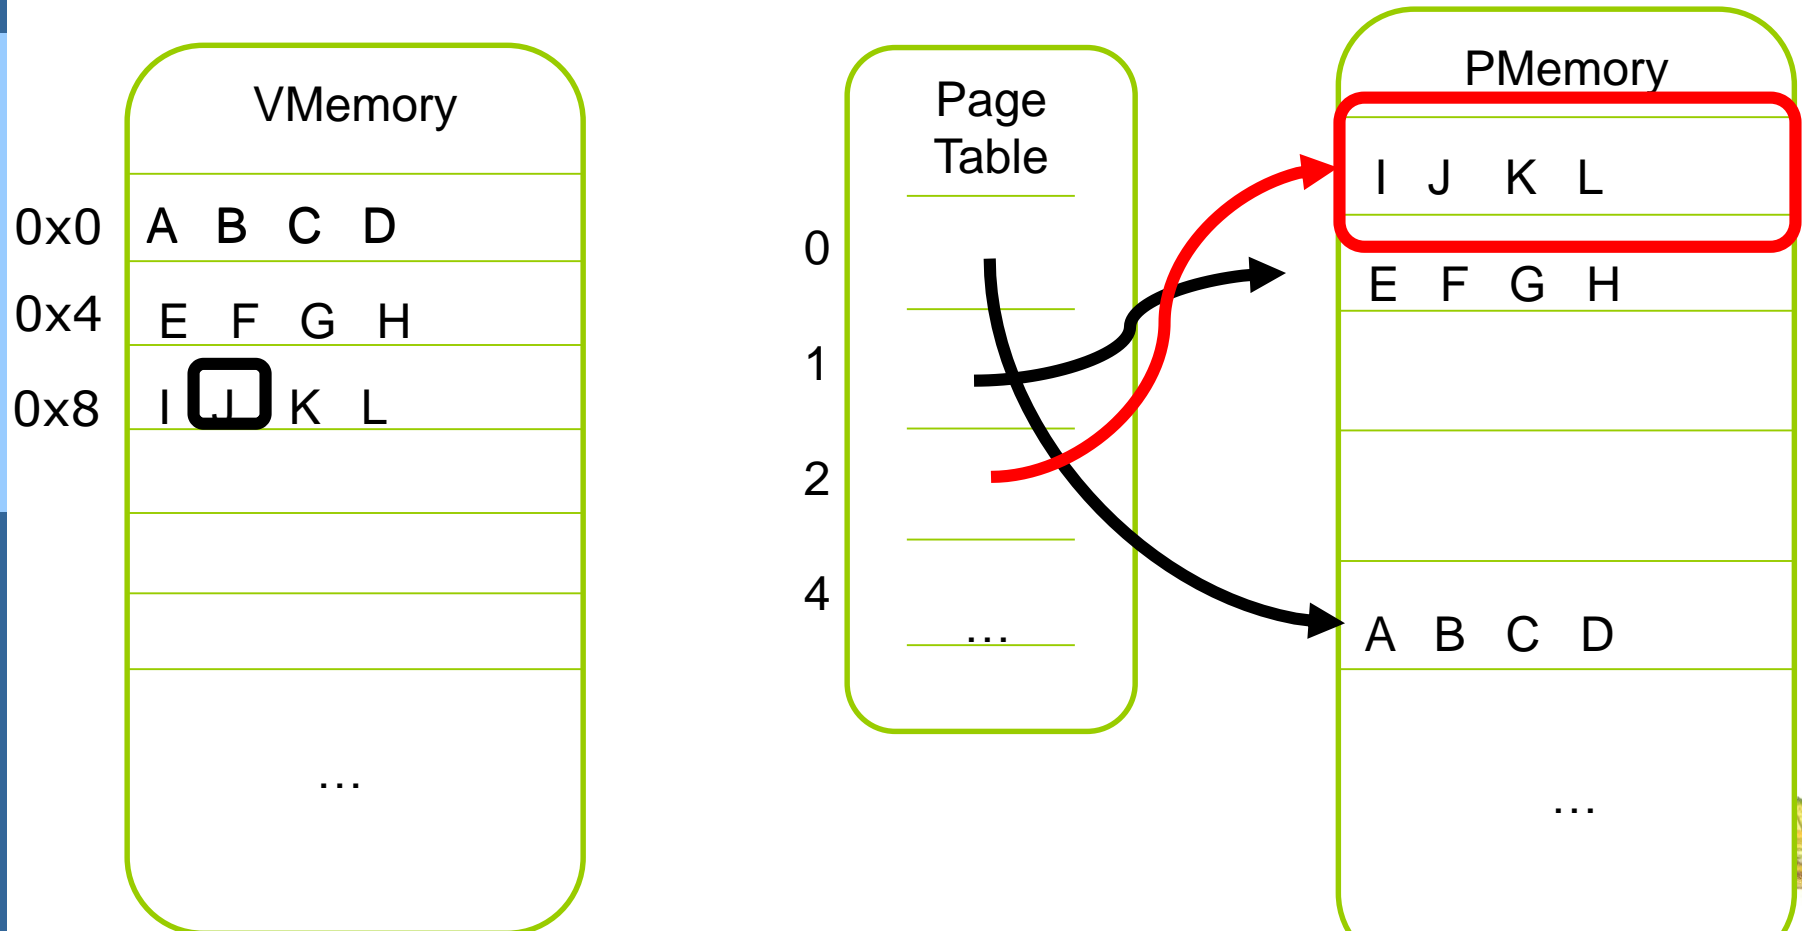 VMemory
0x0 A B C D
0x4 E F G H
0x8 I J K L
...
Page
Table
0
1
2
4
...
PMemory
I J K L
E F G H
A B C D
...